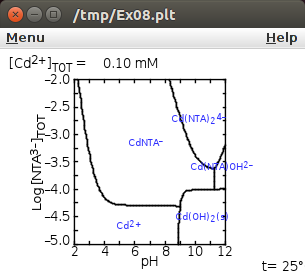 /tmp/Ex08.plt
Menu Help
[Cd²⁺]TOT = 0.10 mM
−2.0
−2.5
−3.0
−3.5
−4.0
−4.5
−5.0
Log [NTA³⁻]TOT
Cd(NTA)₂⁴⁻
CdNTA⁻
Cd(NTA)OH²⁻
Cd²⁺
Cd(OH)₂(s)
2 4 6 8 10 12
pH
t= 25°